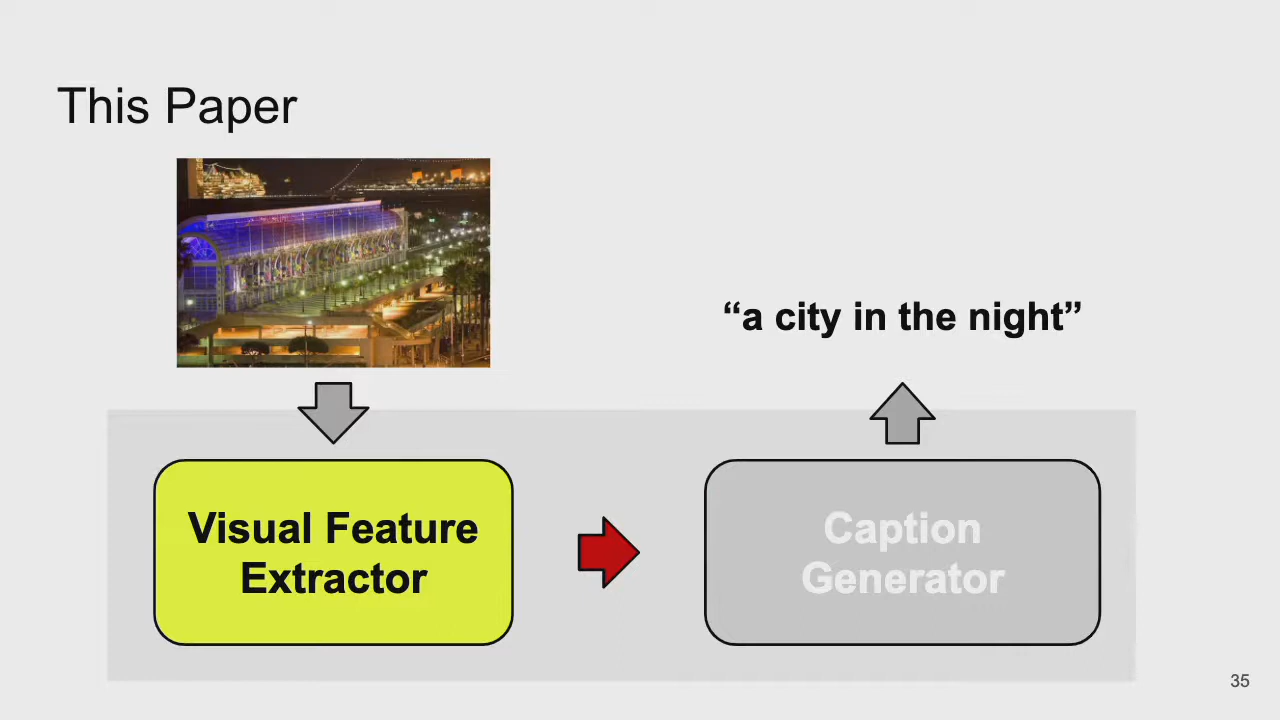 This Paper
“a city in the night”
Visual Feature
Extractor
Caption
Generator
35